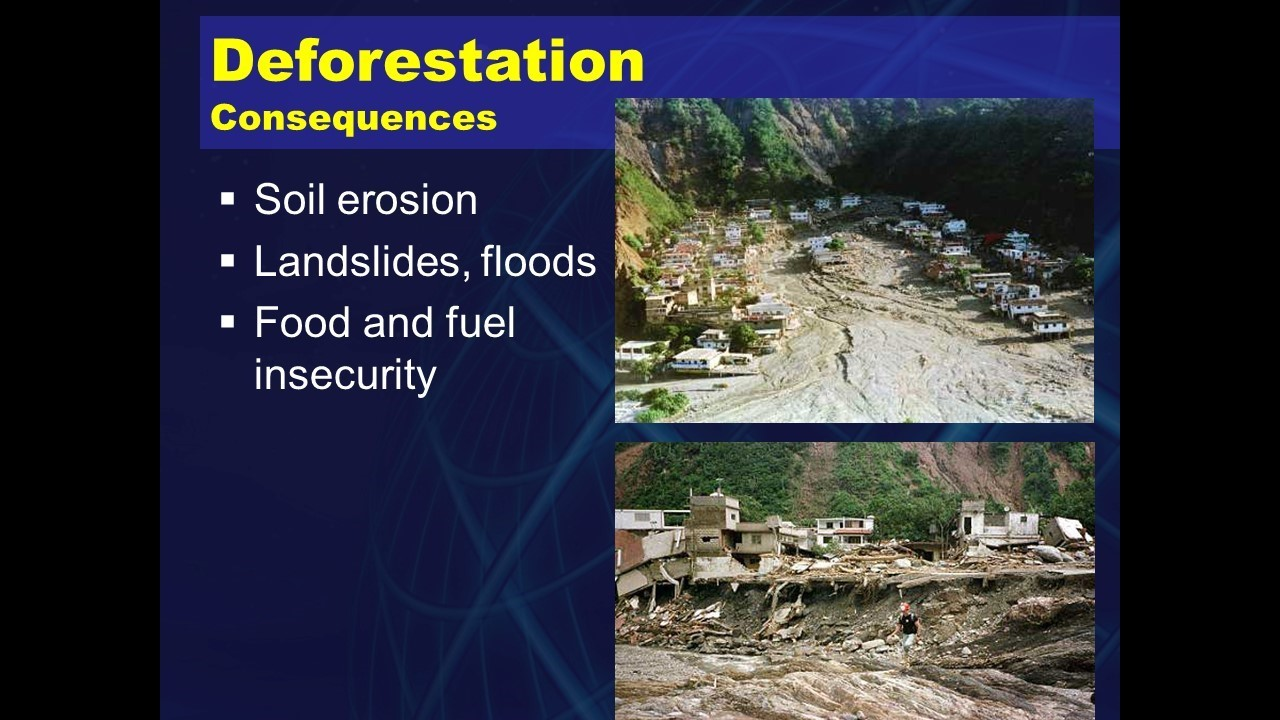 Deforestation
Consequences
▪ Soil erosion
▪ Landslides, floods
▪ Food and fuel
insecurity